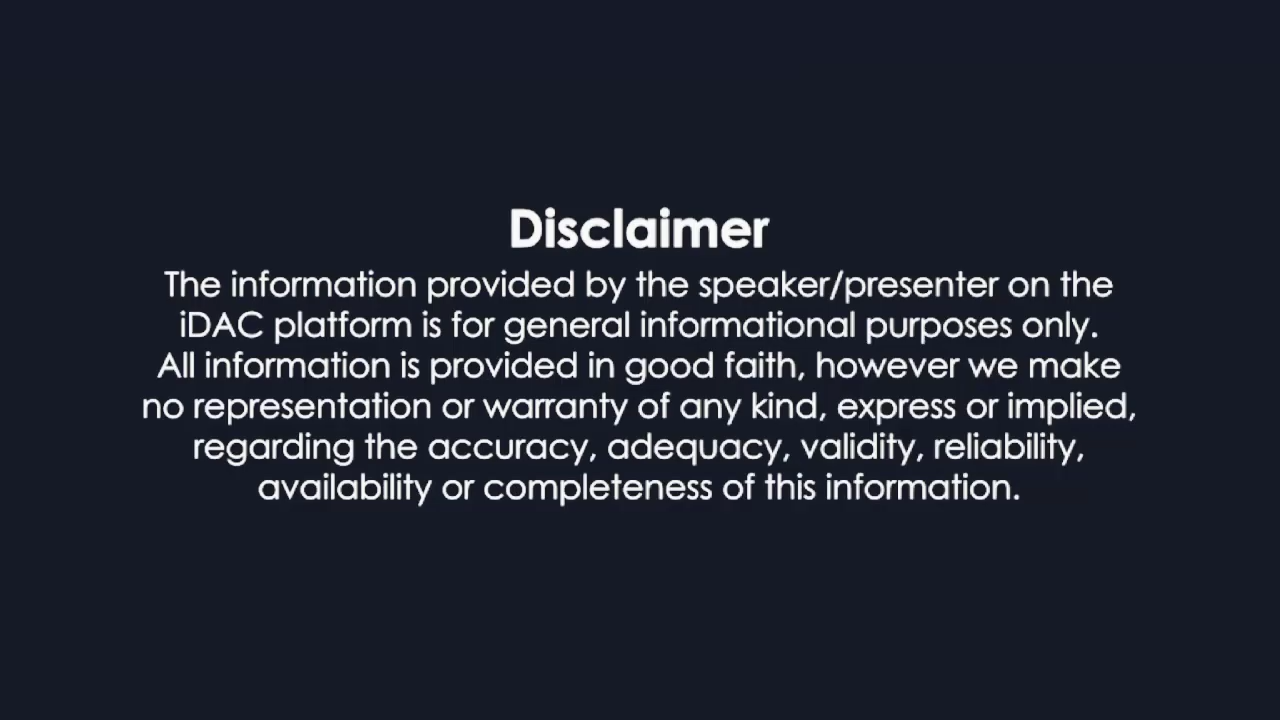 Disclaimer
The information provided by the speaker/presenter on the
iDAC platform is for general informational purposes only.
All information is provided in good faith, however we make
no representation or warranty of any kind, express or implied,
regarding the accuracy, adequacy, validity, reliability,
availability or completeness of this information.